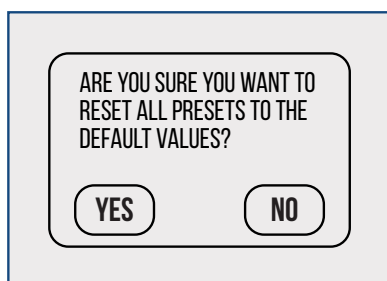 ARE YOU SURE YOU WANT TO
RESET ALL PRESETS TO THE
DEFAULT VALUES?
YES NO